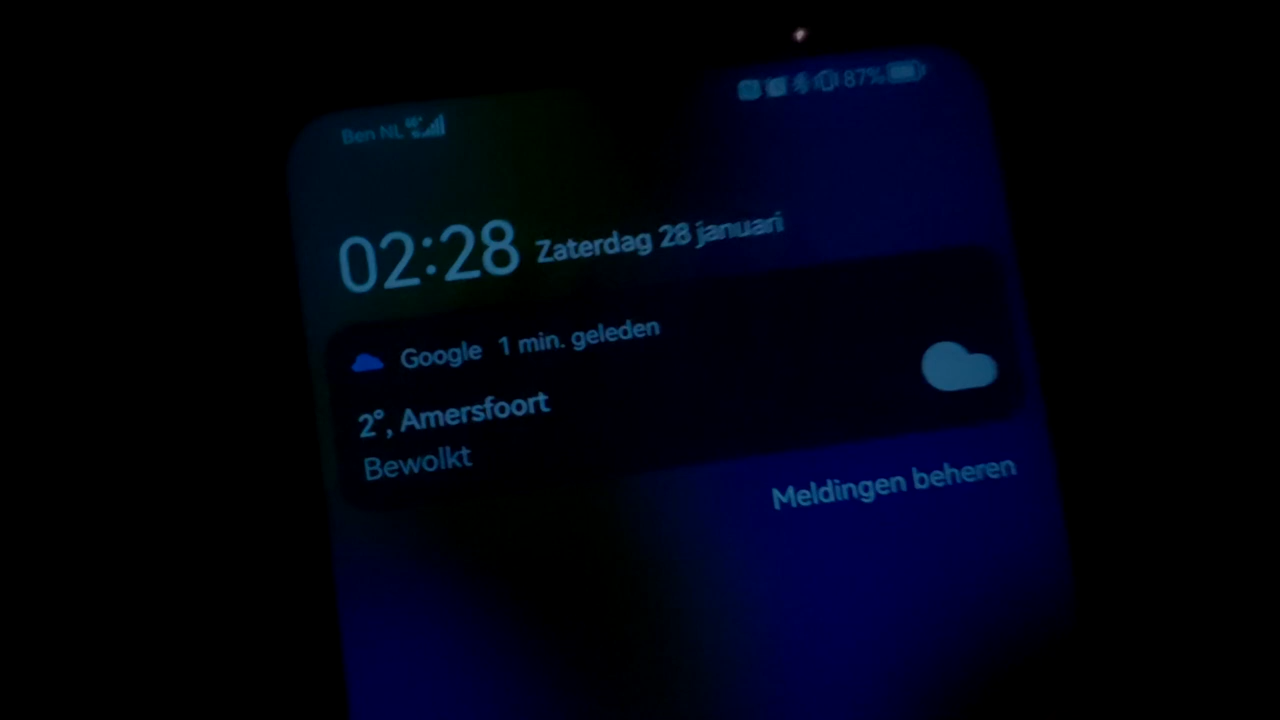 Ben NL
87%
02:28 Zaterdag 28 januari
Google 1 min. geleden
2°, Amersfoort
Bewolkt
Meldingen beheren